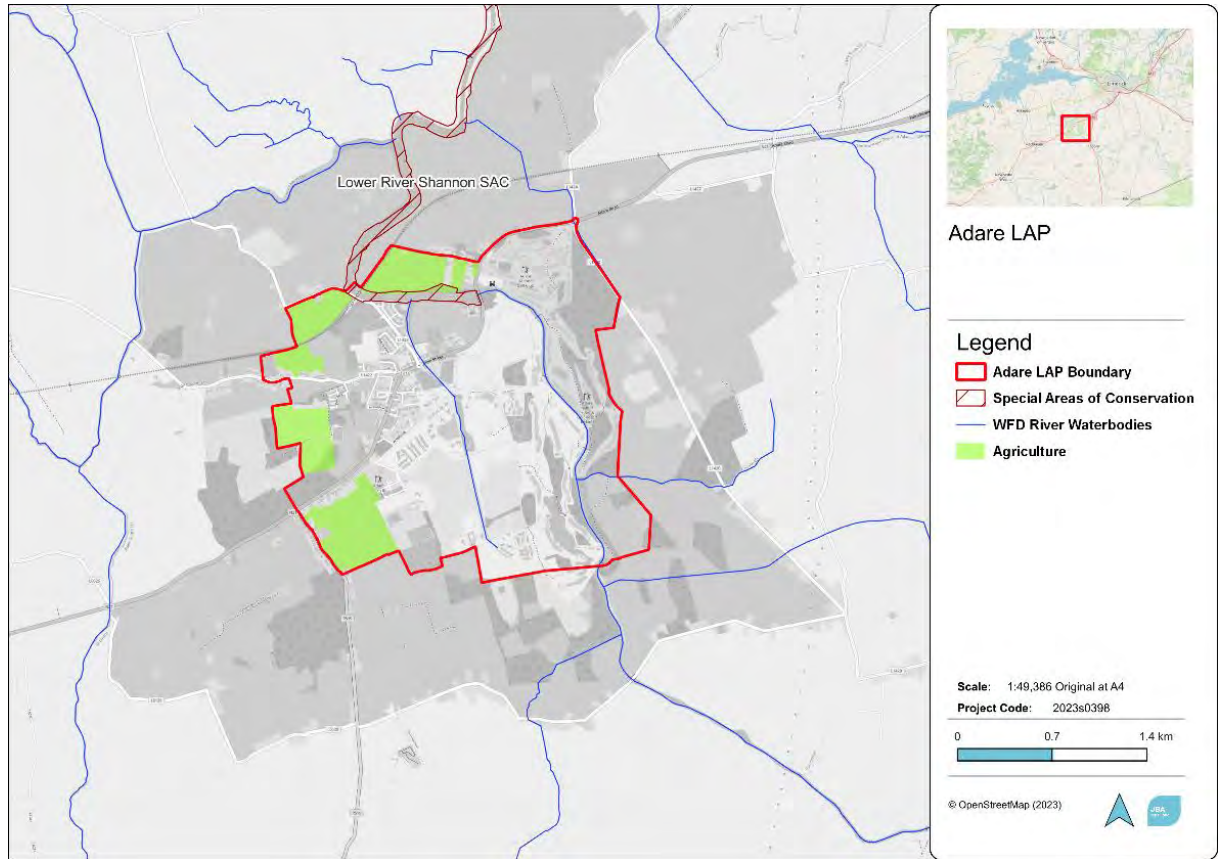 Lower River Shannon SAC
Adare LAP
Legend
Adare LAP Boundary
Special Areas of Conservation
WFD River Waterbodies
Agriculture
Scale: 1:49,386 Original at A4
Project Code: 2023s0398
0 0.7 1.4 km
© OpenStreetMap (2023)
JBA